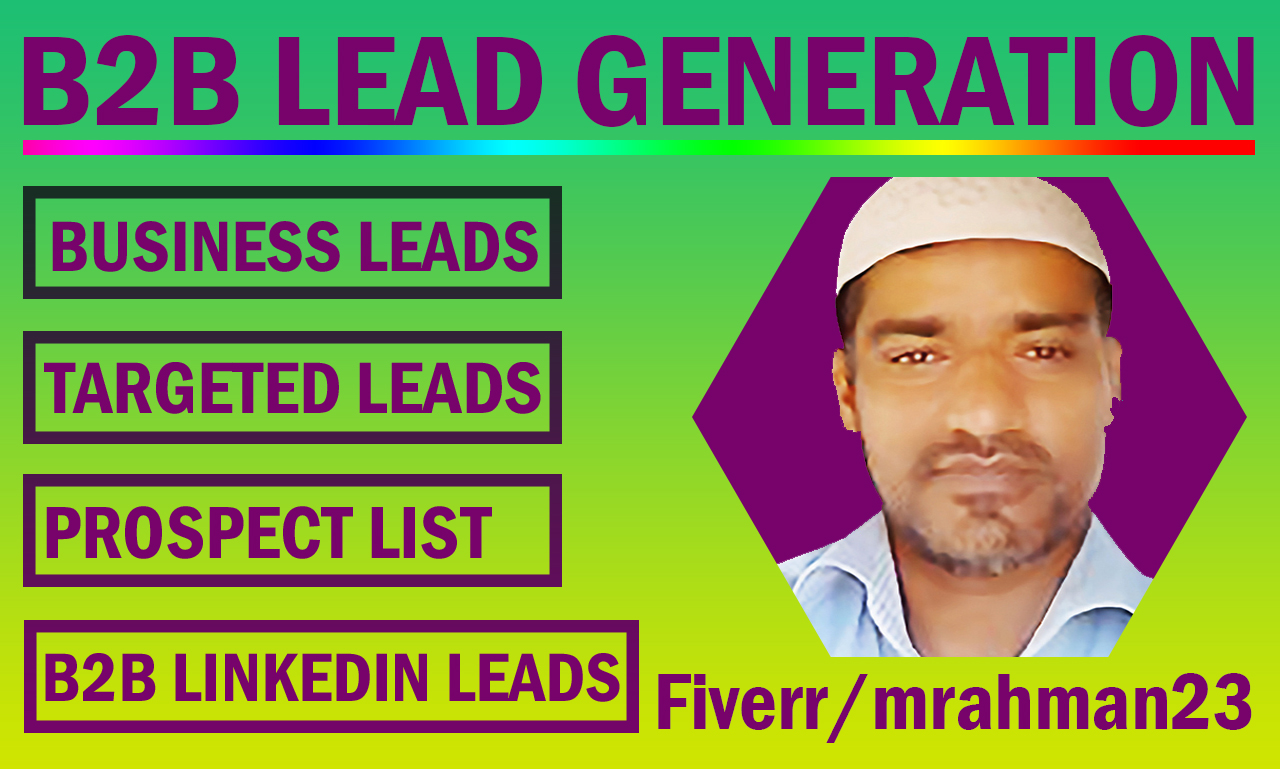 B2B LEAD GENERATION
BUSINESS LEADS
TARGETED LEADS
PROSPECT LIST
B2B LINKEDIN LEADS
Fiverr/mrahman23